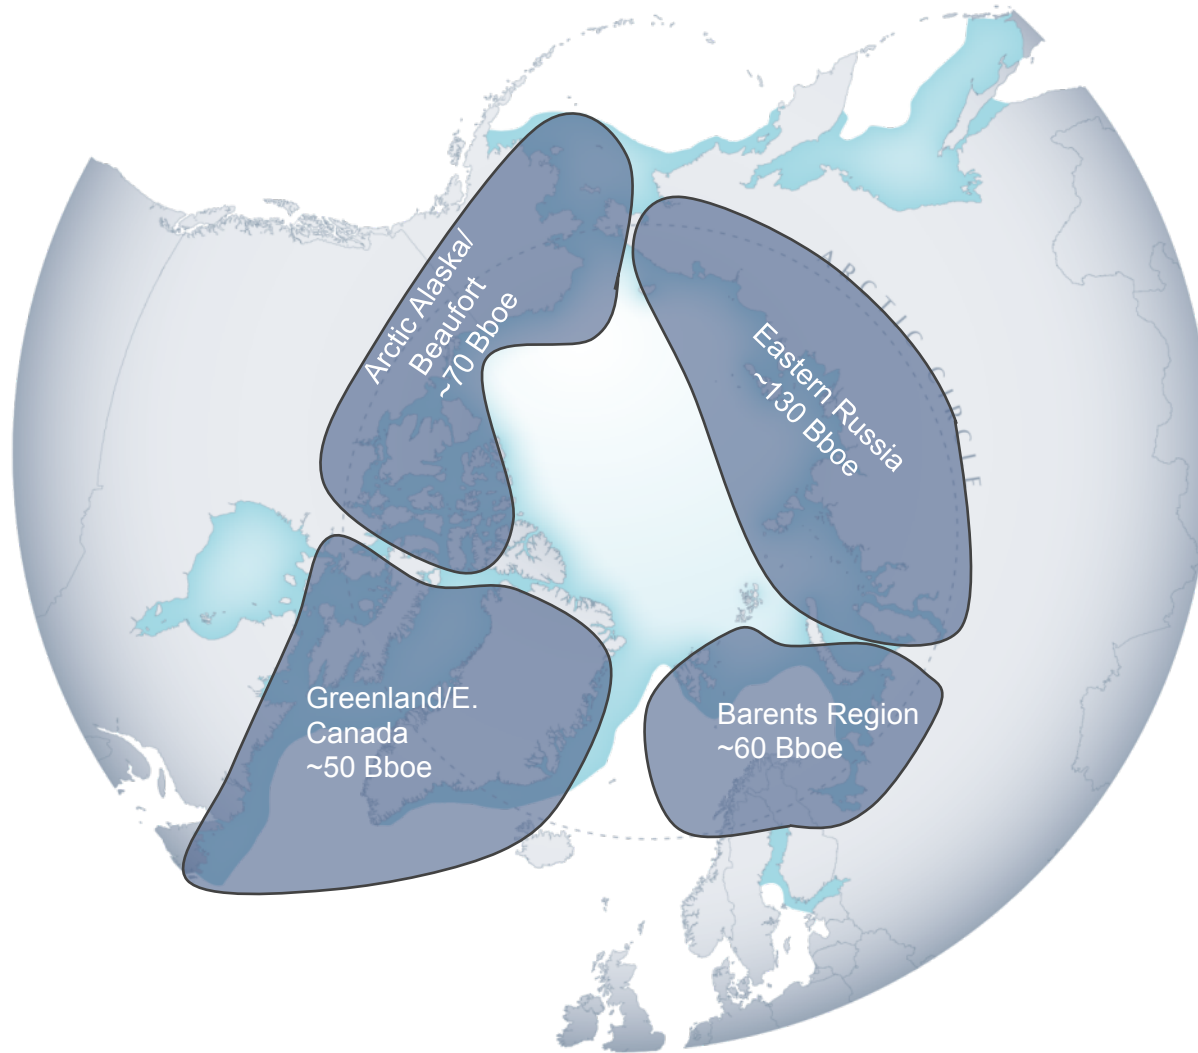 Arctic Alaska/
Beaufort
~70 Bboe
ARCTIC CIRCLE
Eastern Russia
~130 Bboe
Greenland/E.
Canada
~50 Bboe
Barents Region
~60 Bboe